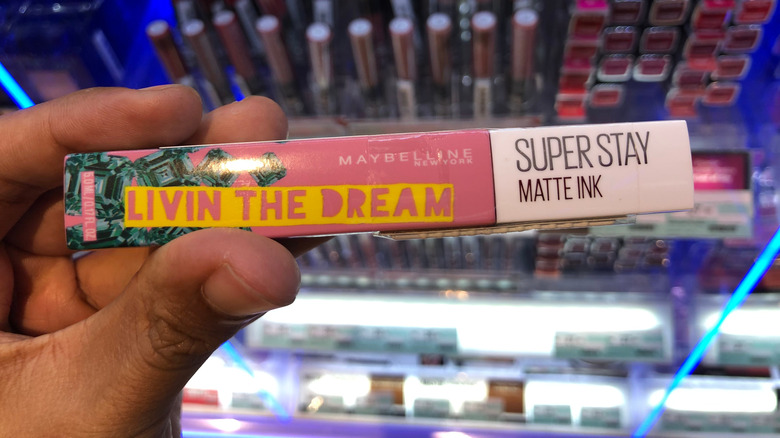 MAYBELLINE
NEW YORK
LIVIN THE DREAM
SUPER STAY
MATTE INK